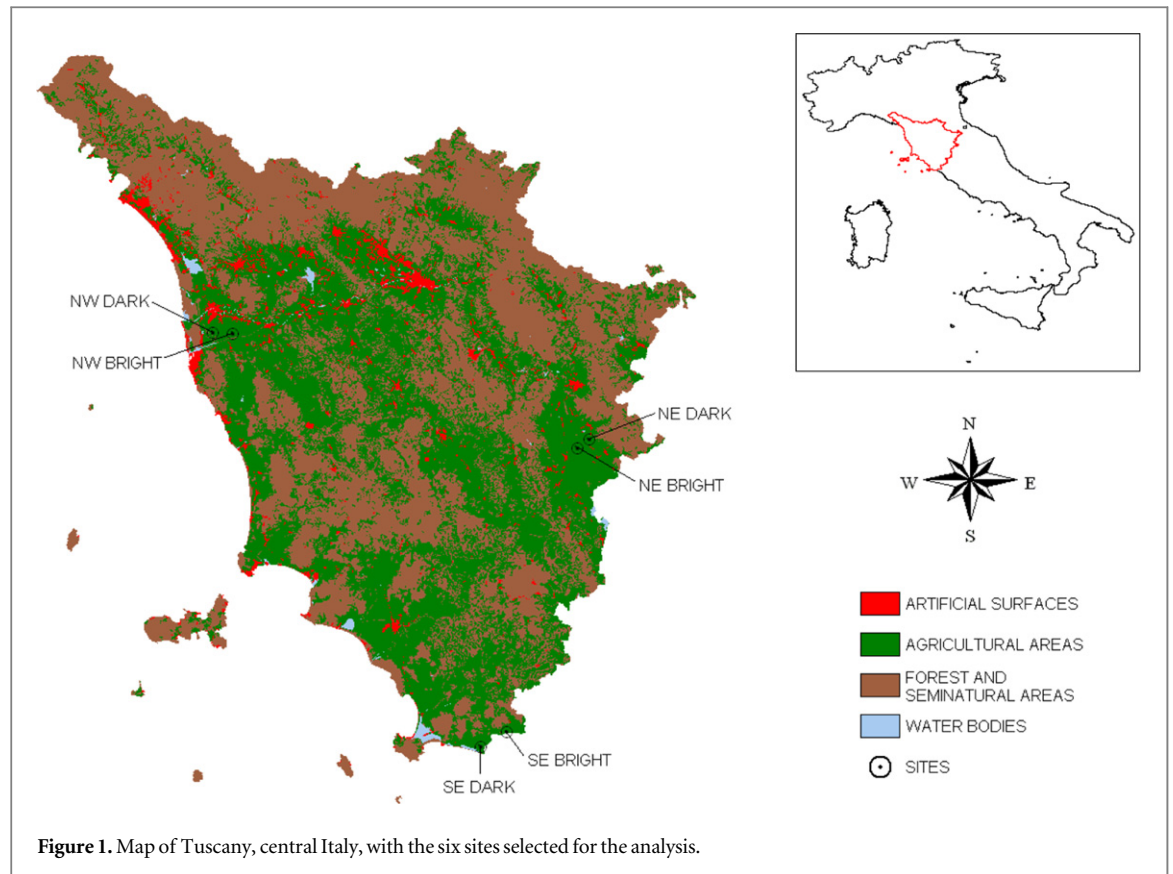 NW DARK
NW BRIGHT
NE DARK
NE BRIGHT
SE BRIGHT
SE DARK
N
W
E
S
ARTIFICIAL SURFACES
AGRICULTURAL AREAS
FOREST AND
SEMINATURAL AREAS
WATER BODIES
SITES
Figure 1. Map of Tuscany, central Italy, with the six sites selected for the analysis.